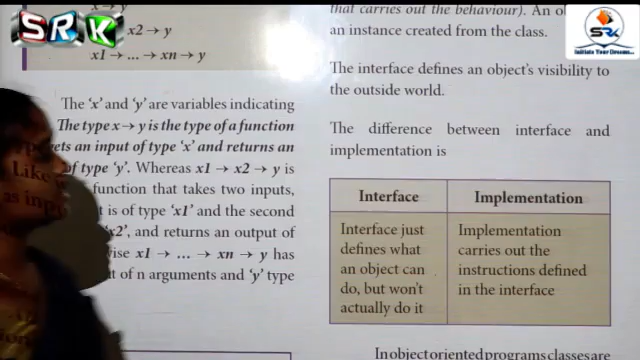 SRK
x → y
x2 → y
x1 → ... → xn → y
The 'x' and 'y' are variables indicating
The type x → y is the type of a function
gets an input of type 'x' and returns an
of type 'y'. Whereas x1 → x2 → y is
function that takes two inputs,
t is of type 'x1' and the second
'x2', and returns an output of
wise x1 → ... → xn → y has
t of n arguments and 'y' type
that carries out the behaviour). An
an instance created from the class.
The interface defines an object's visibility to
the outside world.
The difference between interface and
implementation is
Interface
Interface just
defines what
an object can
do, but won't
actually do it
Implementation
Implementation
carries out the
instructions defined
in the interface
In object oriented programs classes are
SRK
Initiate Your Dreams
Like
as inpu